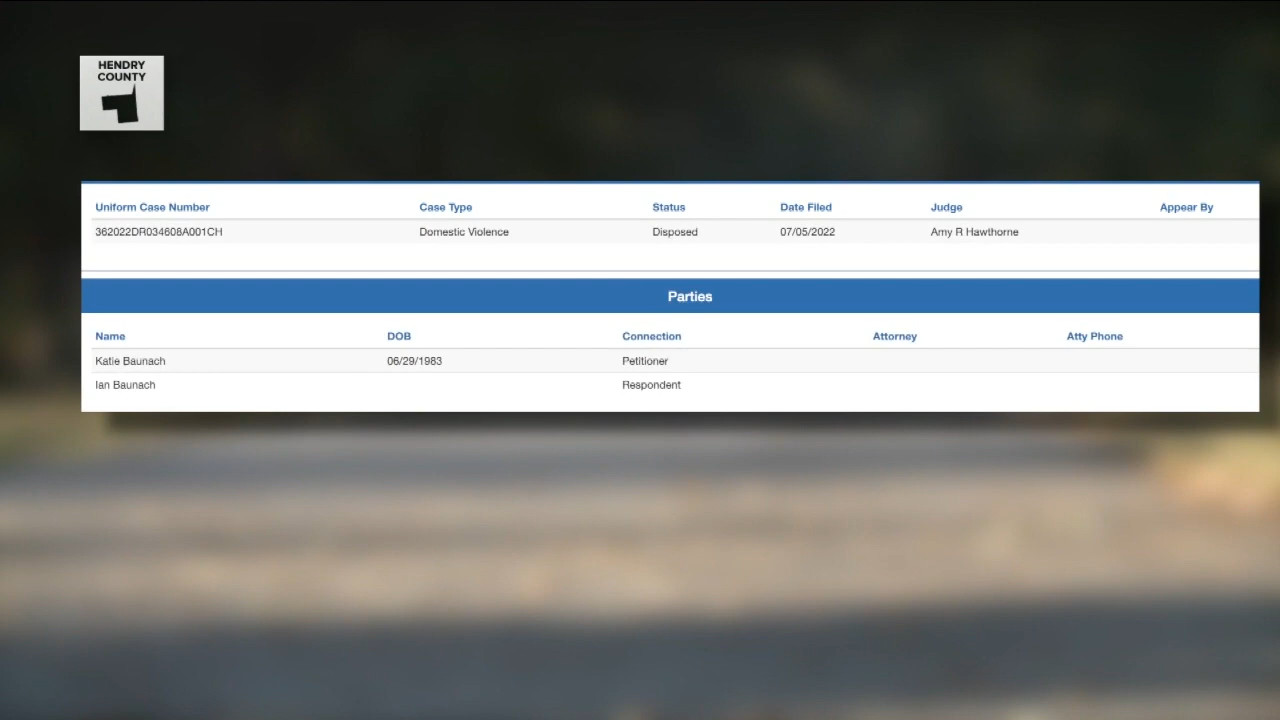 HENDRY
COUNTY
Uniform Case Number Case Type Status Date Filed Judge Appear By
362022DR034608A001CH Domestic Violence Disposed 07/05/2022 Amy R Hawthorne
Parties
Name DOB Connection Attorney Atty Phone
Katie Baunach 06/29/1983 Petitioner
Ian Baunach Respondent